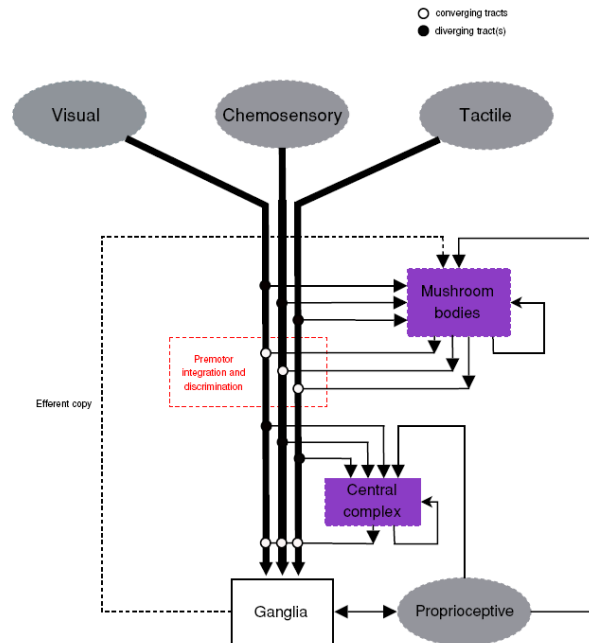 converging tracts
diverging tract(s)
Visual
Chemosensory
Tactile
Mushroom
bodies
Premotor
integration and
discrimination
Efferent copy
Central
complex
Ganglia
Proprioceptive